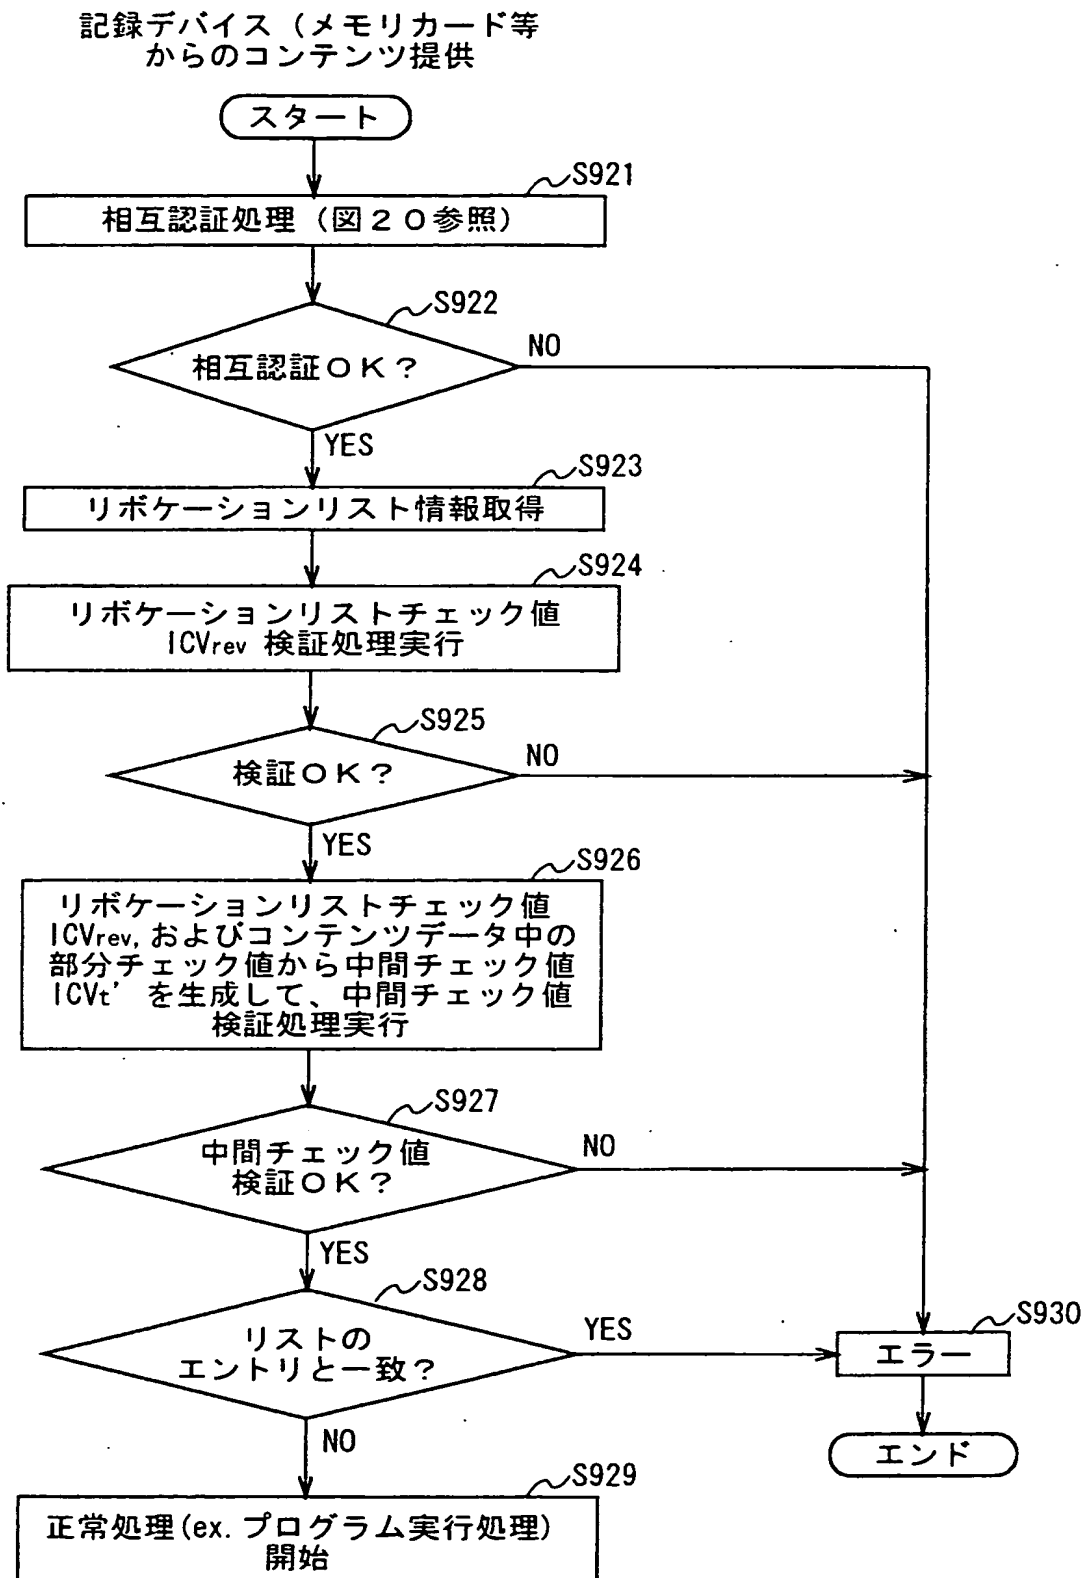 記録デバイス（メモリカード等
からのコンテンツ提供
スタート
S921
相互認証処理（図２０参照）
S922
相互認証ＯＫ？
NO
YES
S923
リボケーションリスト情報取得
S924
リボケーションリストチェック値
ICVrev 検証処理実行
S925
検証ＯＫ？
NO
YES
S926
リボケーションリストチェック値
ICVrev,およびコンテンツデータ中の
部分チェック値から中間チェック値
ICVt’を生成して、中間チェック値
検証処理実行
S927
中間チェック値
検証ＯＫ？
NO
YES
S928
リストの
エントリと一致？
YES
S930
エラー
NO
エンド
S929
正常処理(ex.プログラム実行処理)
開始